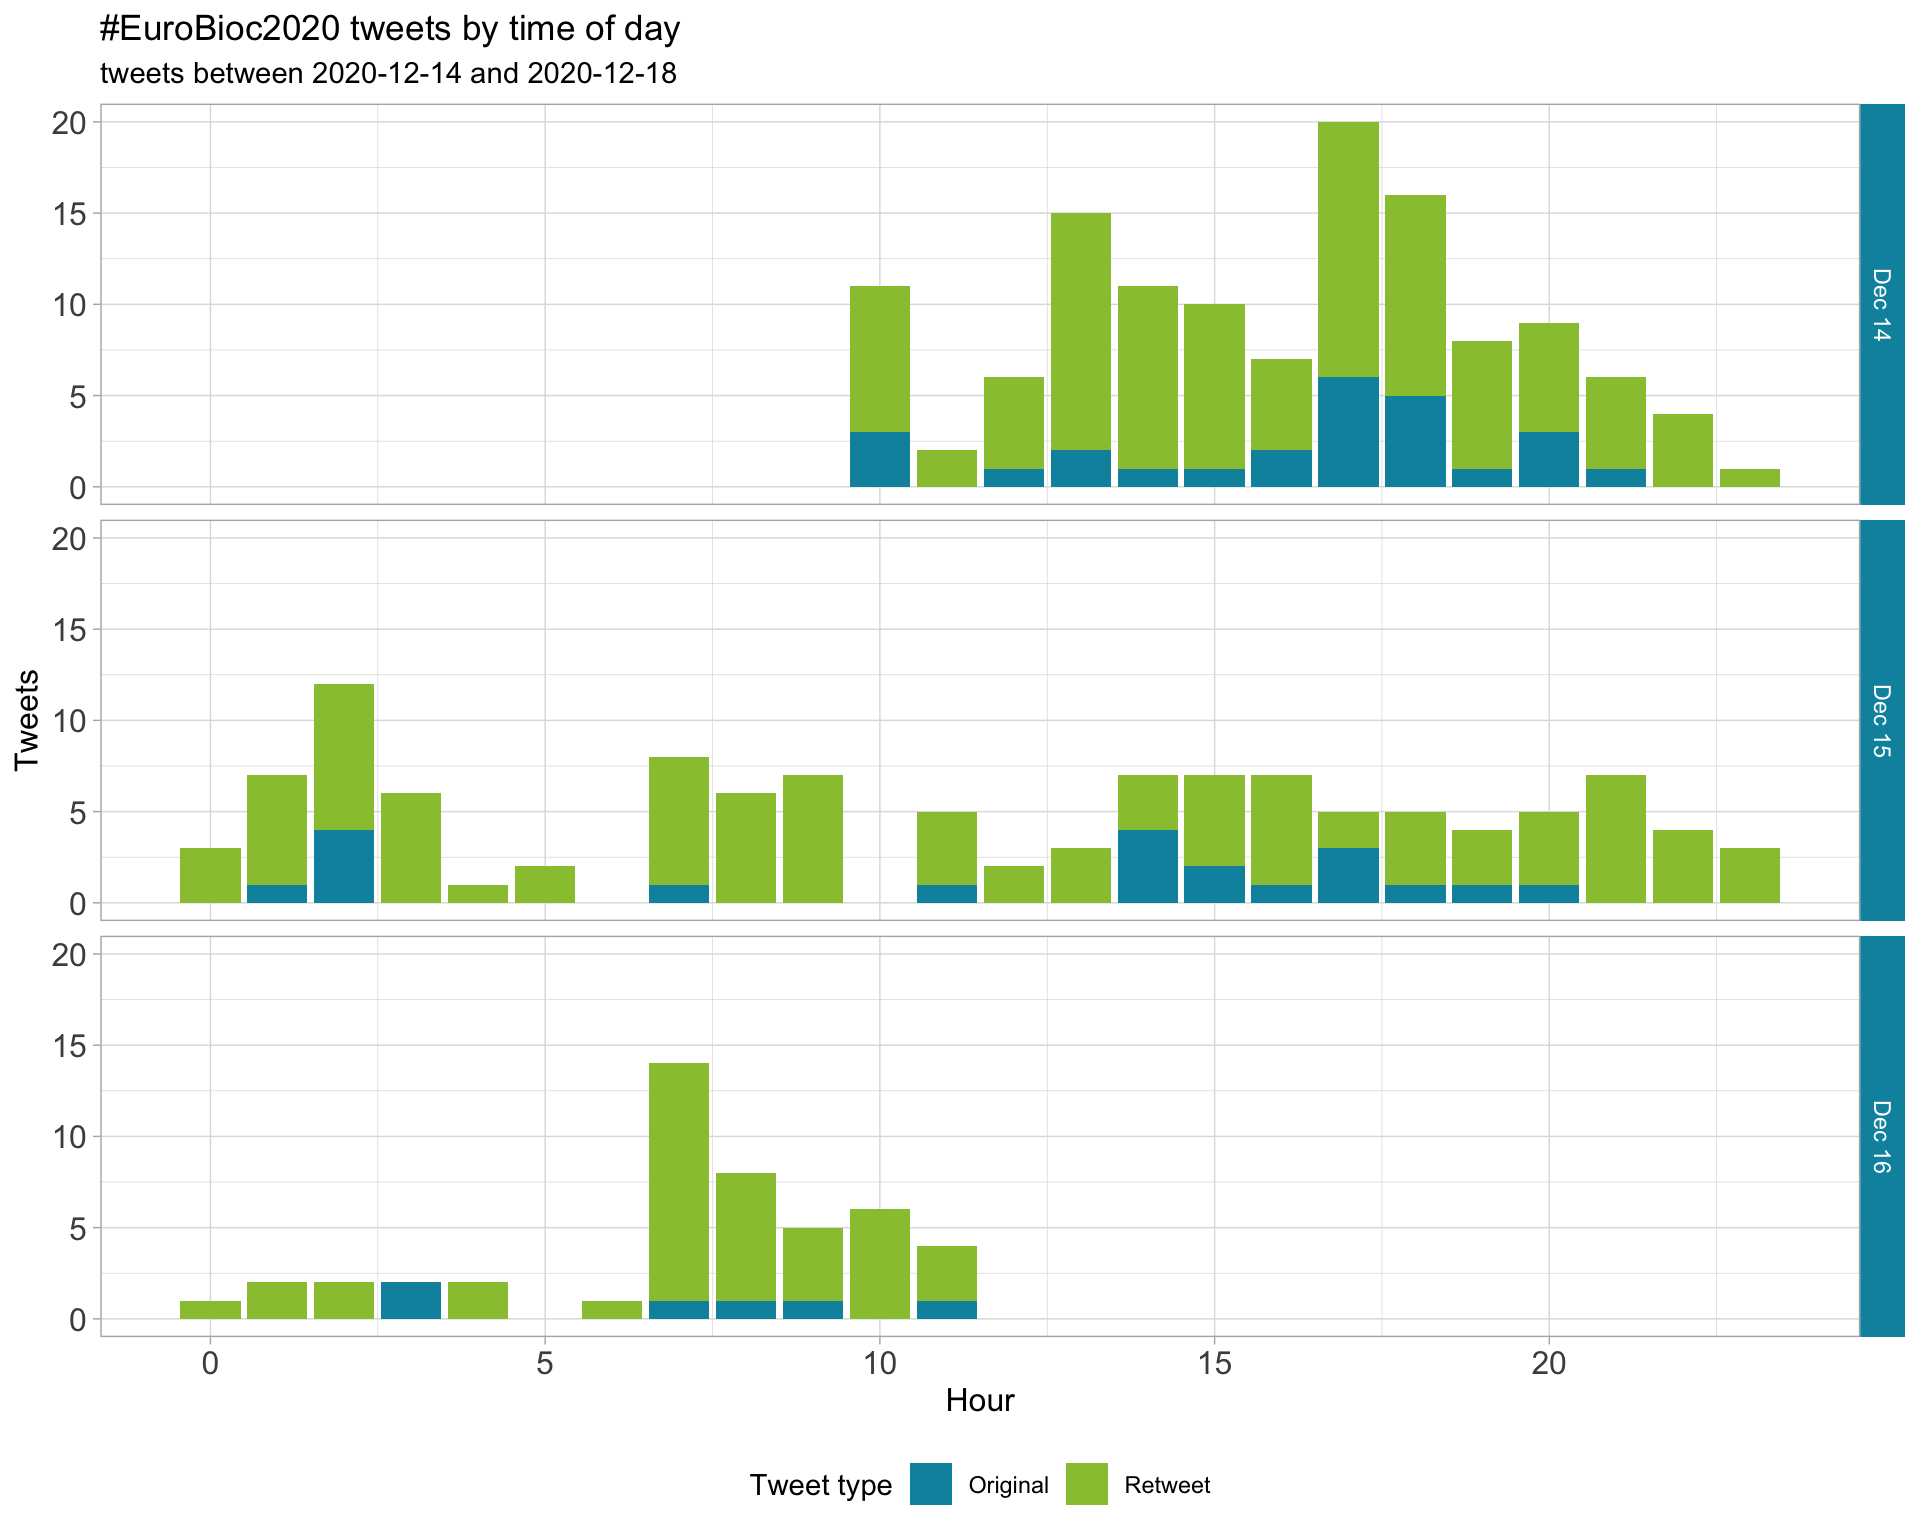 #EuroBioc2020 tweets by time of day
tweets between 2020-12-14 and 2020-12-18
20
15
10
5
0
Dec 14
Tweets
20
15
10
5
0
Dec 15
20
15
10
5
0
Dec 16
0 5 10 15 20
Hour
Tweet type Original Retweet